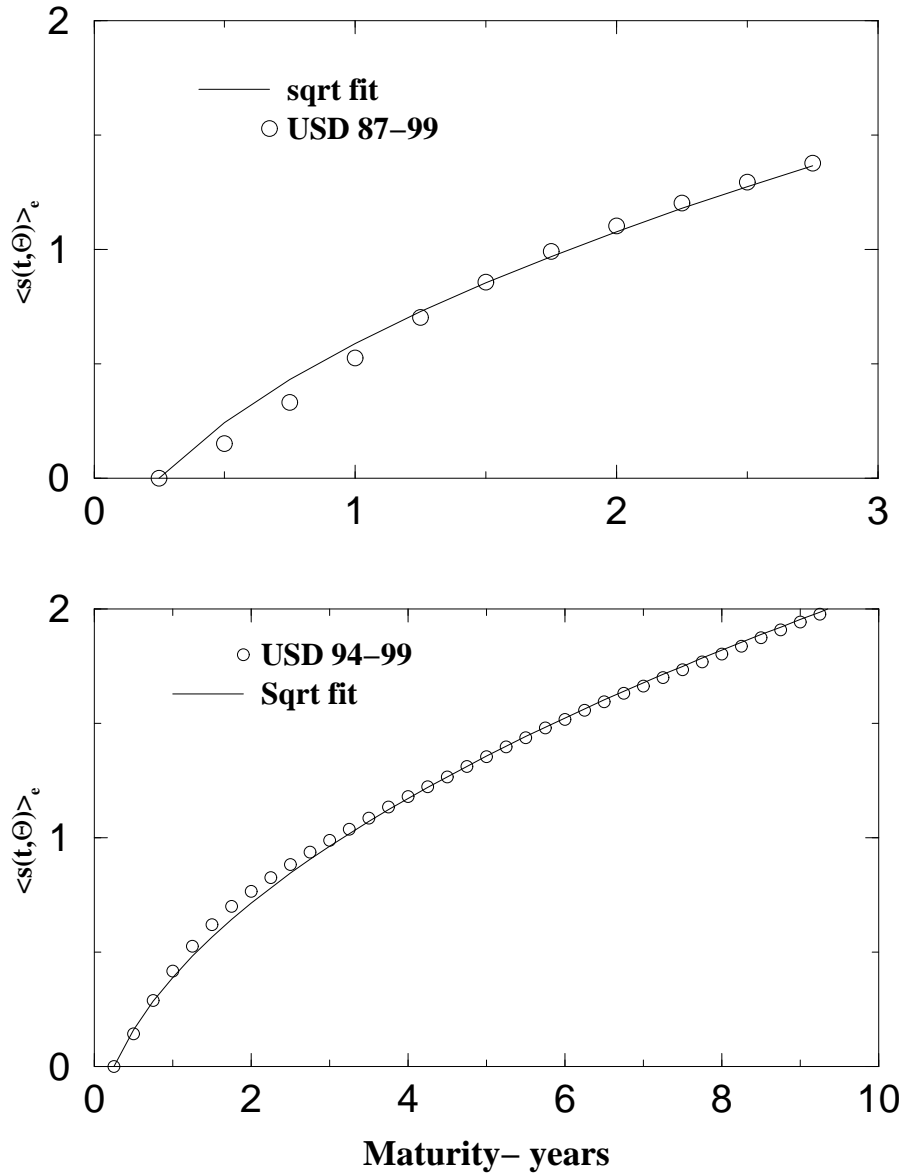 2
sqrt fit
USD 87−99
1
<s(t,Θ)>e
0
0 1 2 3
2
USD 94−99
Sqrt fit
1
<s(t,Θ)>e
0
0 2 4 6 8 10
Maturity− years